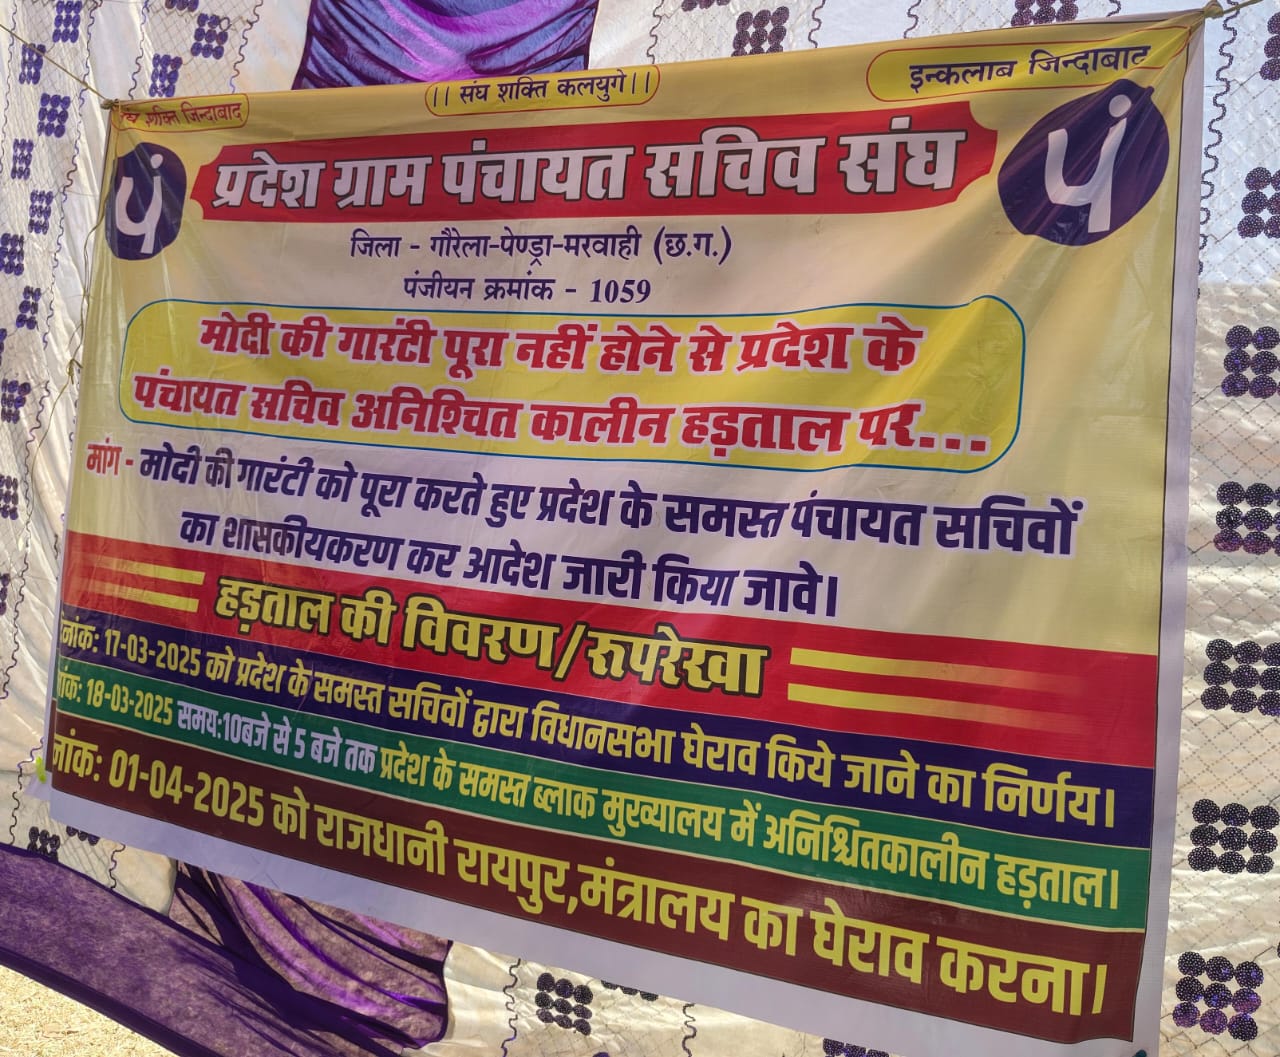 शक्ति जिन्दाबाद
।। संघ शक्ति कलयुगे।।
इन्कलाब जिन्दाबाद
पं
प्रदेश ग्राम पंचायत सचिव संघ
पं
जिला - गौरेला-पेण्ड्रा-मरवाही (छ.ग.)
पंजीयन क्रमांक - 1059
मोदी की गारंटी पूरा नहीं होने से प्रदेश के
पंचायत सचिव अनिश्चित कालीन हड़ताल पर...
मांग - मोदी की गारंटी को पूरा करते हुए प्रदेश के समस्त पंचायत सचिवों
का शासकीयकरण कर आदेश जारी किया जावे।
हड़ताल की विवरण/रुपरेखा
नांक: 17-03-2025 को प्रदेश के समस्त सचिवों द्वारा विधानसभा घेराव किये जाने का निर्णय।
नांक: 18-03-2025 समय:10बजे से 5 बजे तक प्रदेश के समस्त ब्लाक मुख्यालय में अनिश्चितकालीन हड़ताल।
नांक: 01-04-2025 को राजधानी रायपुर,मंत्रालय का घेराव करना।